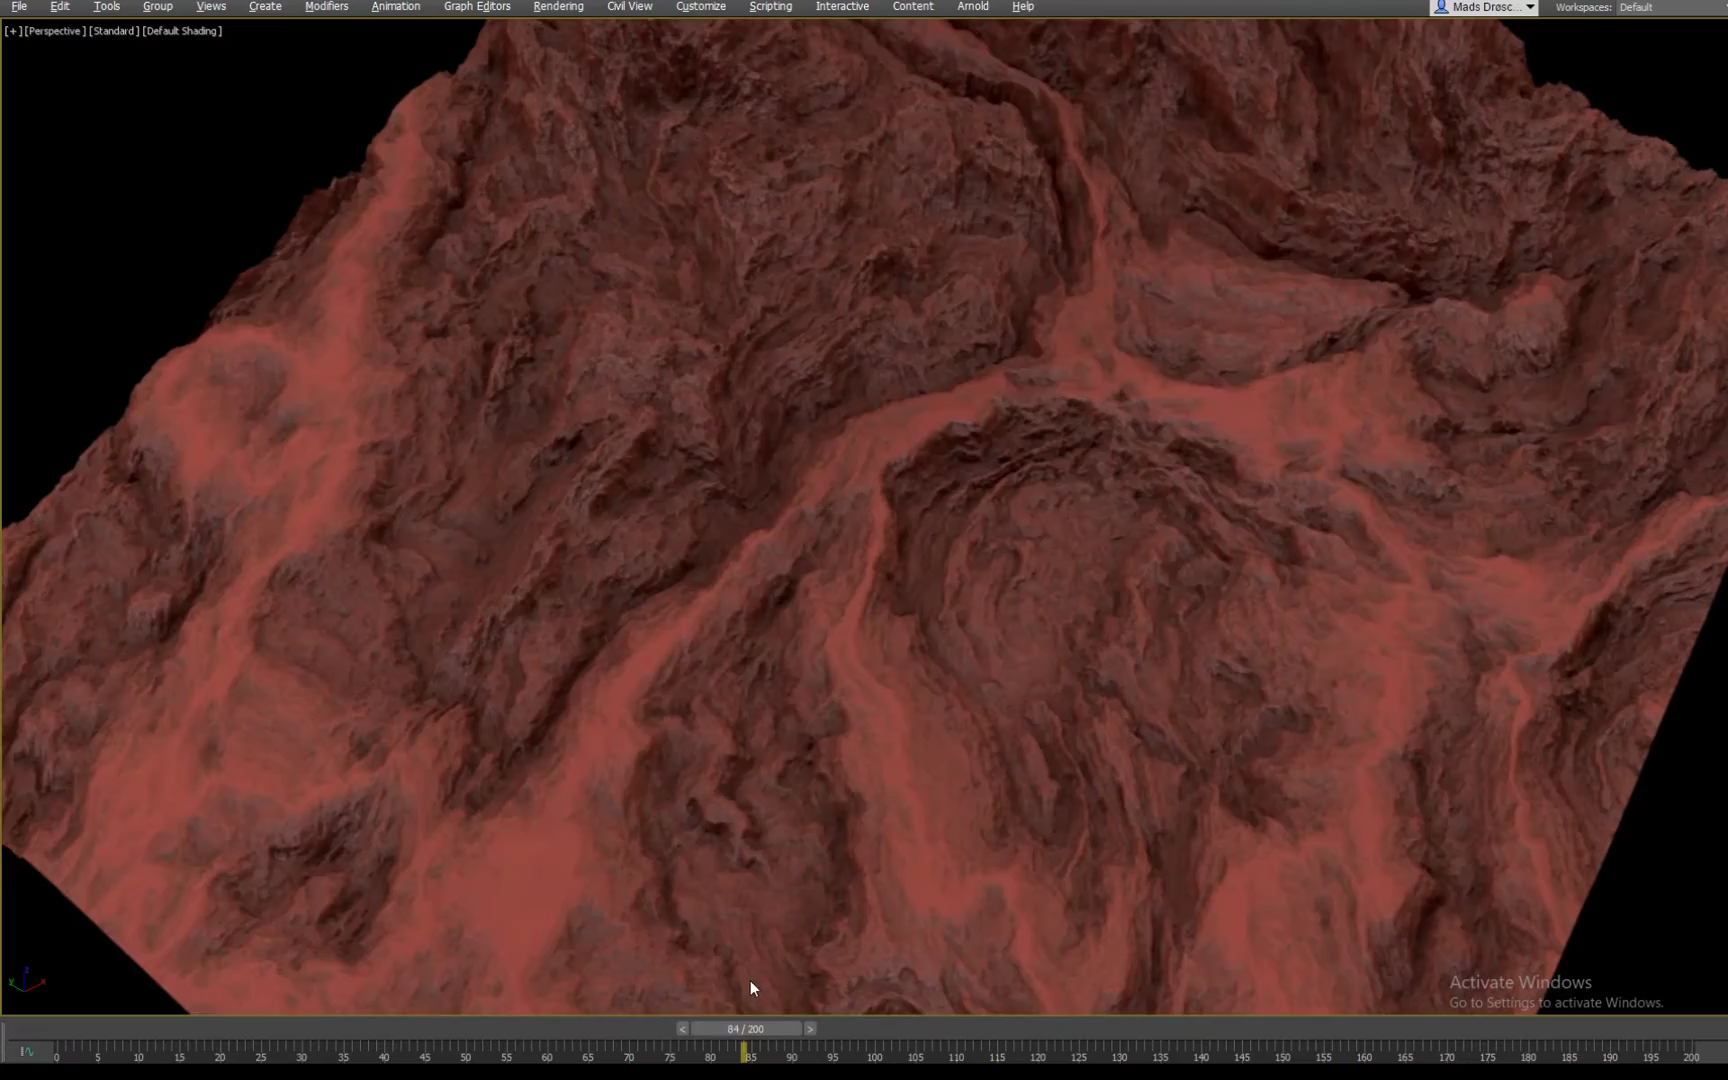 File Edit Tools Group Views Create Modifiers Animation Graph Editors Rendering Civil View Customize Scripting Interactive Content Arnold Help Mads Drøsc... Workspaces: Default
[+] [Perspective ] [Standard ] [Default Shading ]
z
y x
Activate Windows
Go to Settings to activate Windows.
< 84 / 200 >
0 5 10 15 20 25 30 35 40 45 50 55 60 65 70 75 80 85 90 95 100 105 110 115 120 125 130 135 140 145 150 155 160 165 170 175 180 185 190 195 200